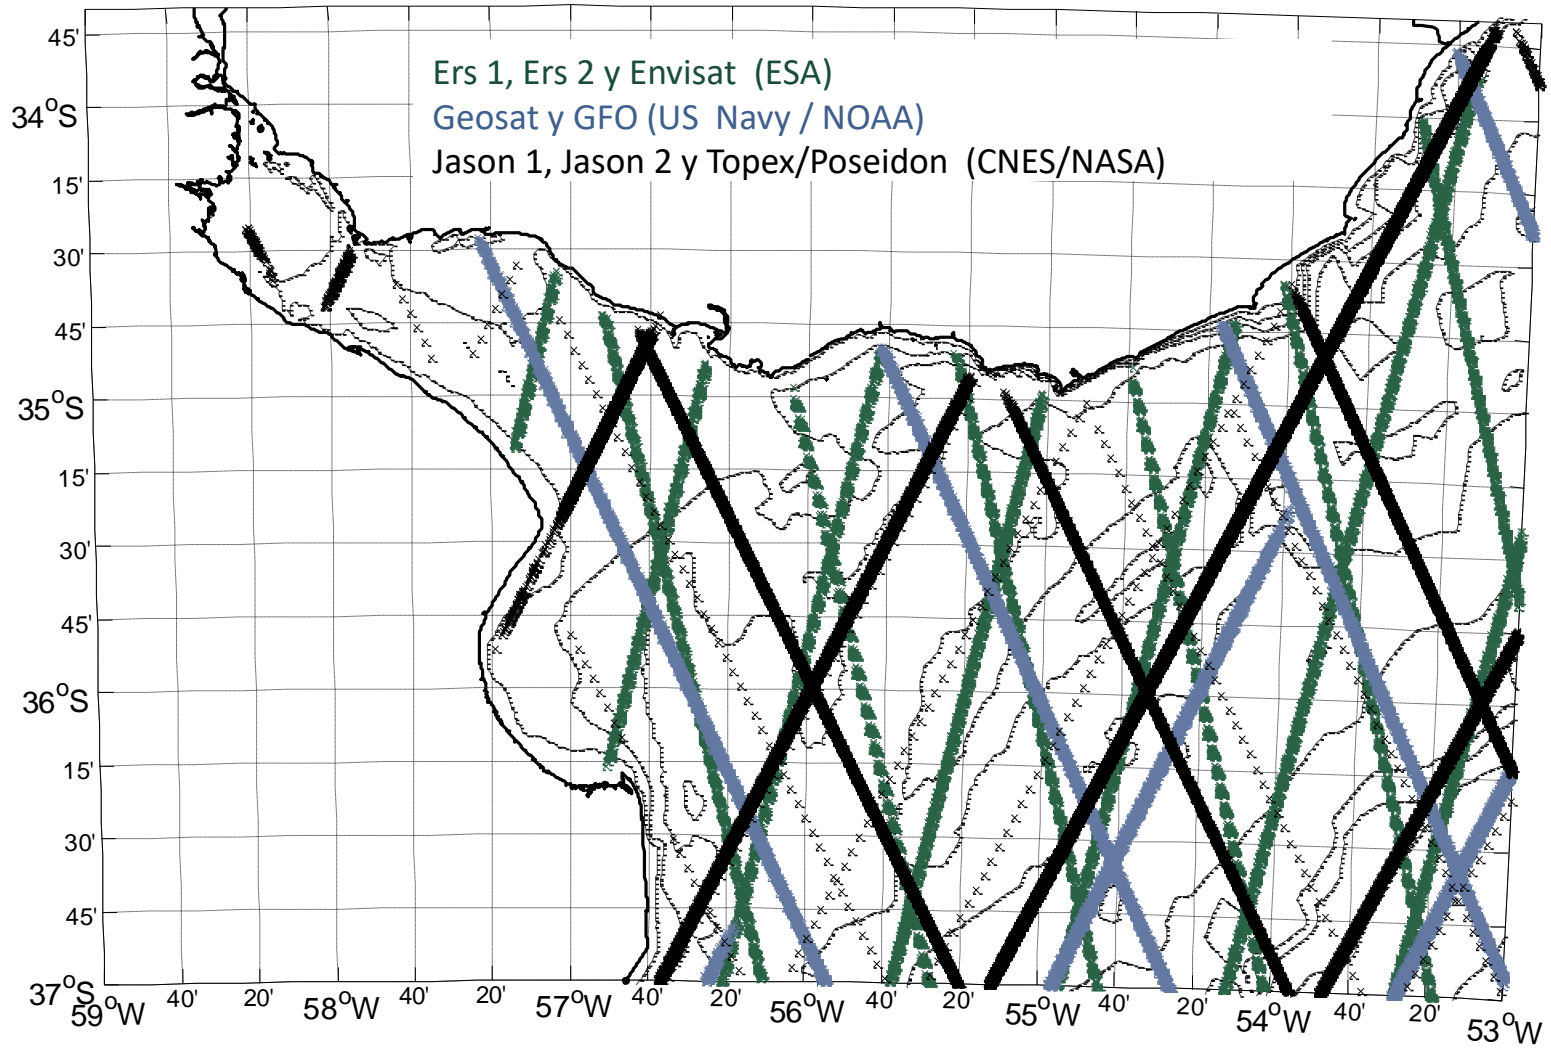 Ers 1, Ers 2 y Envisat (ESA)
Geosat y GFO (US Navy / NOAA)
Jason 1, Jason 2 y Topex/Poseidon (CNES/NASA)
45'
34°S
15'
30'
45'
35°S
15'
30'
45'
36°S
15'
30'
45'
37°S
59°W
40'
20'
58°W
40'
20'
57°W
40'
20'
56°W
40'
20'
55°W
40'
20'
54°W
40'
20'
53°W